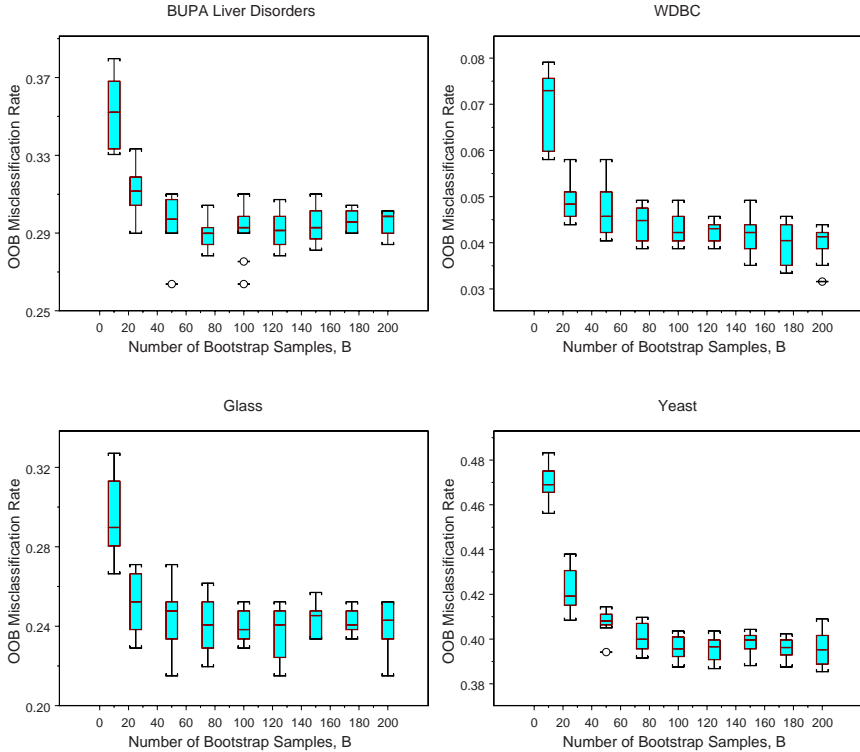 BUPA Liver Disorders
OOB Misclassification Rate
0.37
0.33
0.29
0.25
0 20 40 60 80 100 120 140 160 180 200
Number of Bootstrap Samples, B
WDBC
OOB Misclassification Rate
0.08
0.07
0.06
0.05
0.04
0.03
0 20 40 60 80 100 120 140 160 180 200
Number of Bootstrap Samples, B
Glass
OOB Misclassification Rate
0.32
0.28
0.24
0.20
0 20 40 60 80 100 120 140 160 180 200
Number of Bootstrap Samples, B
Yeast
OOB Misclassification Rate
0.48
0.46
0.44
0.42
0.40
0.38
0 20 40 60 80 100 120 140 160 180 200
Number of Bootstrap Samples, B